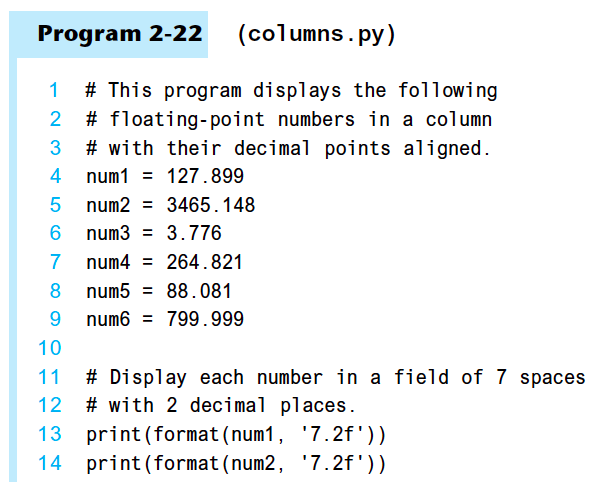 Program 2-22 (columns.py)
1 # This program displays the following
2 # floating-point numbers in a column
3 # with their decimal points aligned.
4 num1 = 127.899
5 num2 = 3465.148
6 num3 = 3.776
7 num4 = 264.821
8 num5 = 88.081
9 num6 = 799.999
10
11 # Display each number in a field of 7 spaces
12 # with 2 decimal places.
13 print(format(num1, '7.2f'))
14 print(format(num2, '7.2f'))